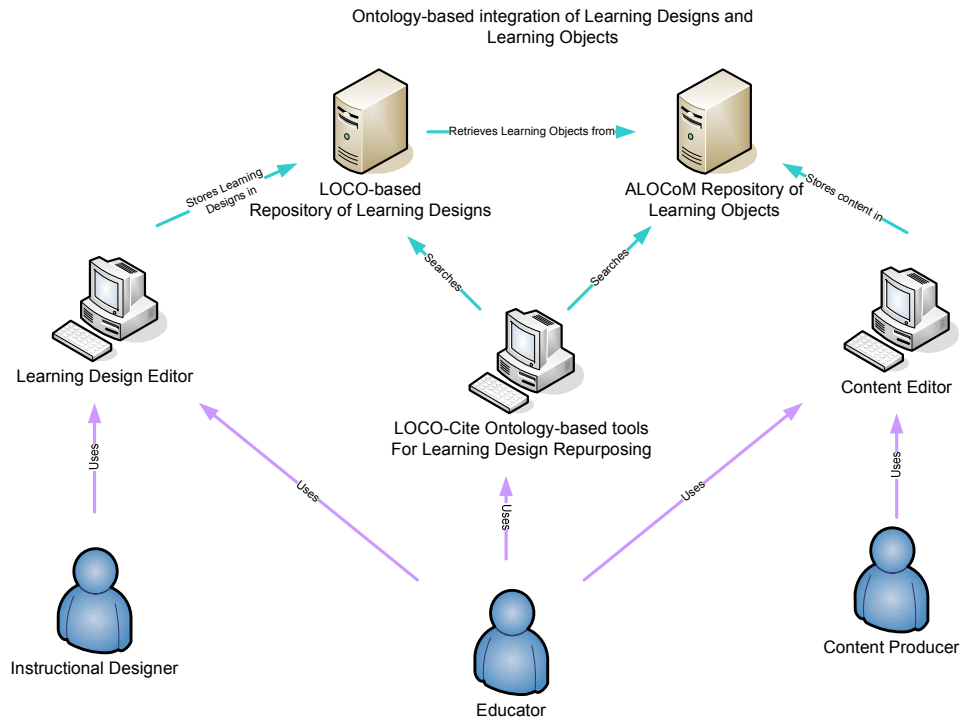 Ontology-based integration of Learning Designs and
Learning Objects
Retrieves Learning Objects from
LOCO-based
Repository of Learning Designs
ALOCoM Repository of
Learning Objects
Stores Learning
Designs in
Stores content in
Searches
Searches
Learning Design Editor
Content Editor
LOCO-Cite Ontology-based tools
For Learning Design Repurposing
Uses
Uses
Uses
Uses
Uses
Instructional Designer
Content Producer
Educator